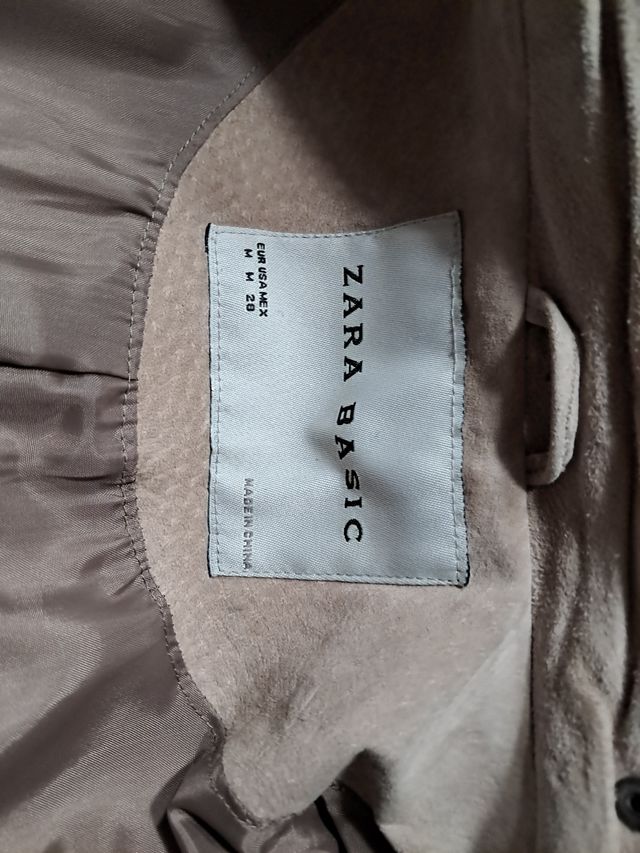 ZARA BASIC
EUR USA MEX
M M 28
MADE IN CHINA